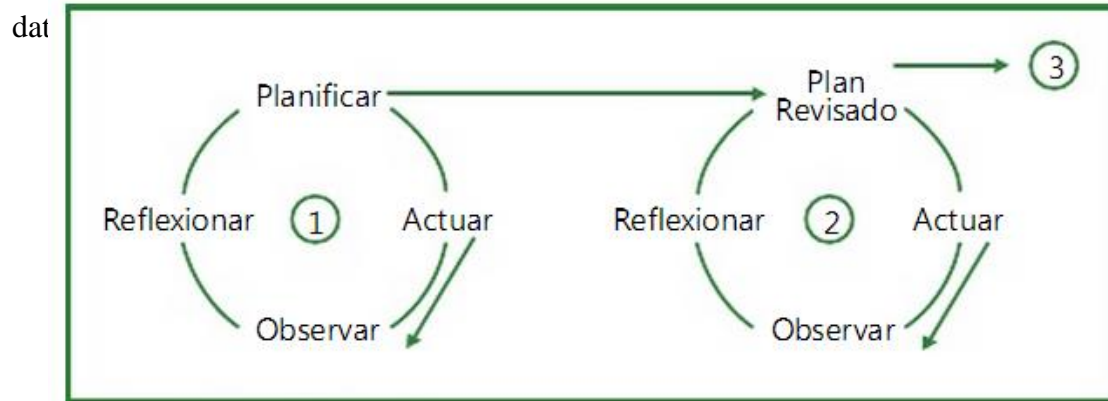 dat
Planificar
Reflexionar
1
Actuar
Observar
Plan
Revisado
3
Reflexionar
2
Actuar
Observar